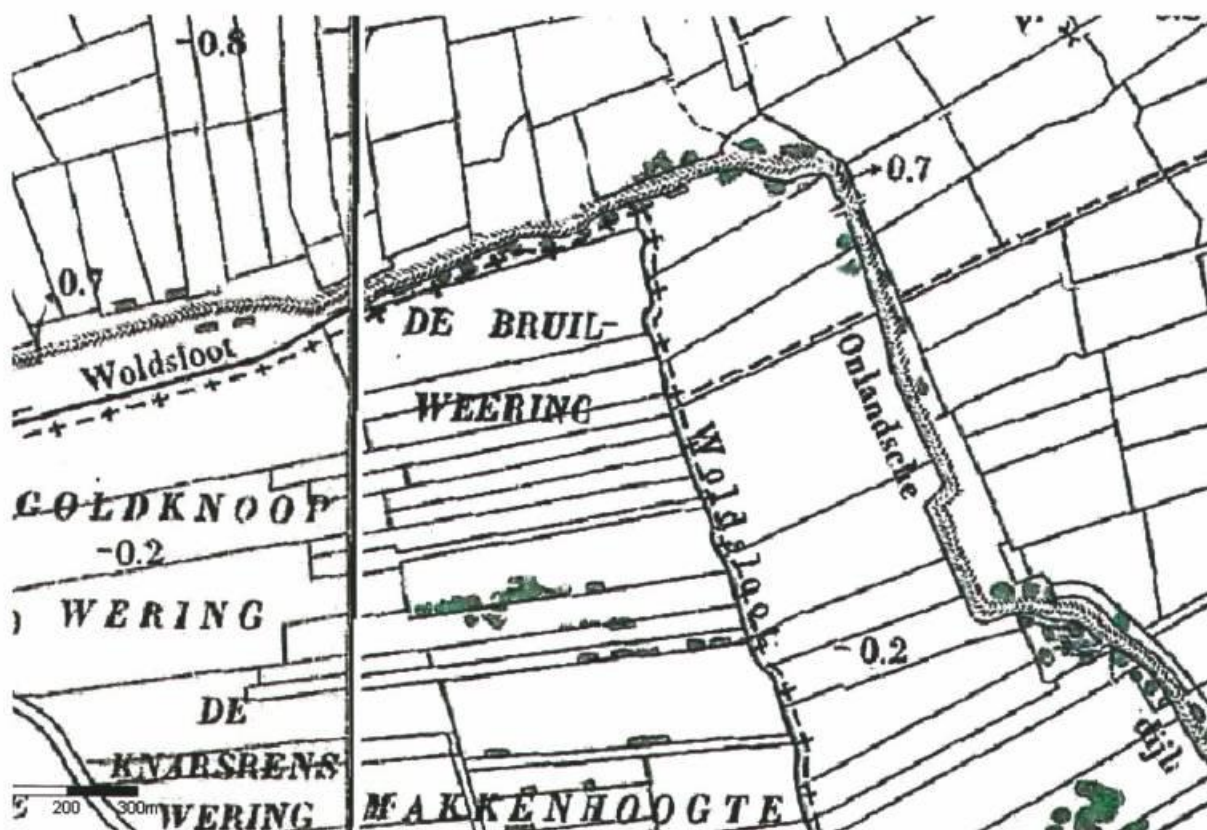 -0.8
0.7
0.7
Woldsloot
DE BRUIL-
WEERING
Onlandsche
Woldsloot
GOLDKNOOP
-0.2
WERING
-0.2
DE
KNARSRENS
WERING
dijk
MAKKENHOOGTE
200 300m